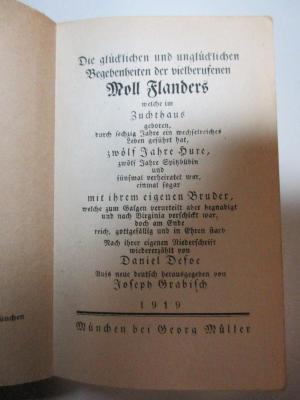 Die glücklichen und unglücklichen
Begebenheiten der vielberufenen
Moll Flanders
welche im
Zuchthaus
geboren,
durch sechzig Jahre ein wechselreiches
Leben geführt hat,
zwölf Jahre Hure,
zwölf Jahre Spitzbübin
und
fünfmal verheiratet war,
einmal sogar
mit ihrem eigenen Bruder,
welche zum Galgen verurteilt aber begnadigt
und nach Virginia verschickt war,
doch am Ende
reich, gottgefällig und in Ehren starb
Nach ihrer eigenen Niederschrift
wiedererzählt von
Daniel Defoe
Aufs neue deutsch herausgegeben von
Joseph Grabisch
1919
München bei Georg Müller
ünchen